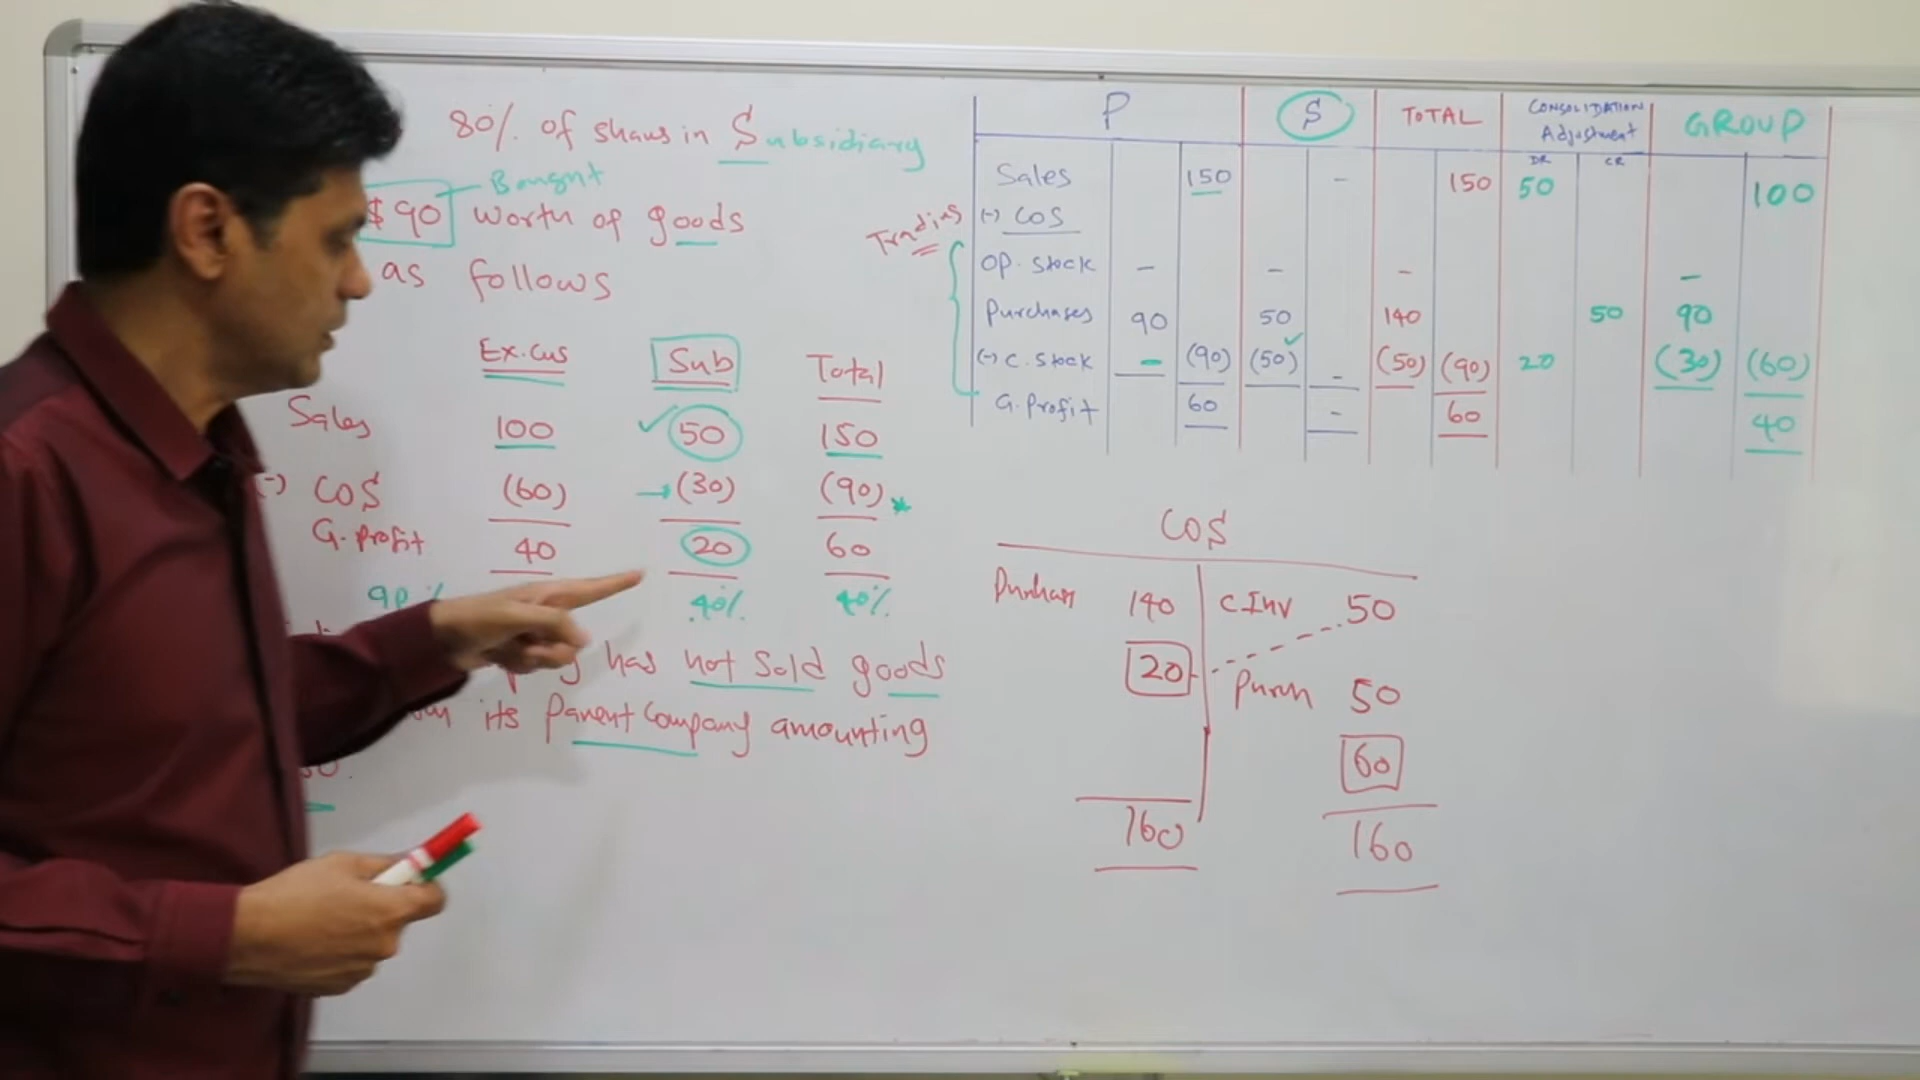 80% of shares in Subsidiary
Bought
$90 worth of goods
as follows
Ex.Cus Sub Total
Sales 100 50 150
(-) COS (60) (30) (90)*
G. Profit 40 20 60
40% 40%
has not sold goods
its Parent Company amounting
P $ TOTAL CONSOLIDATION Adjustment GROUP
DR CR
Sales 150 - 150 50 100
Trading (-) COS
Op. Stock - - - -
Purchases 90 50 140 50 90
(-) C. Stock - (90) (50) - (50) (90) 20 (30) (60)
G. Profit 60 - 60 40
COS
Purchases 140 C Inv 50
20 Purch 50
60
160 160